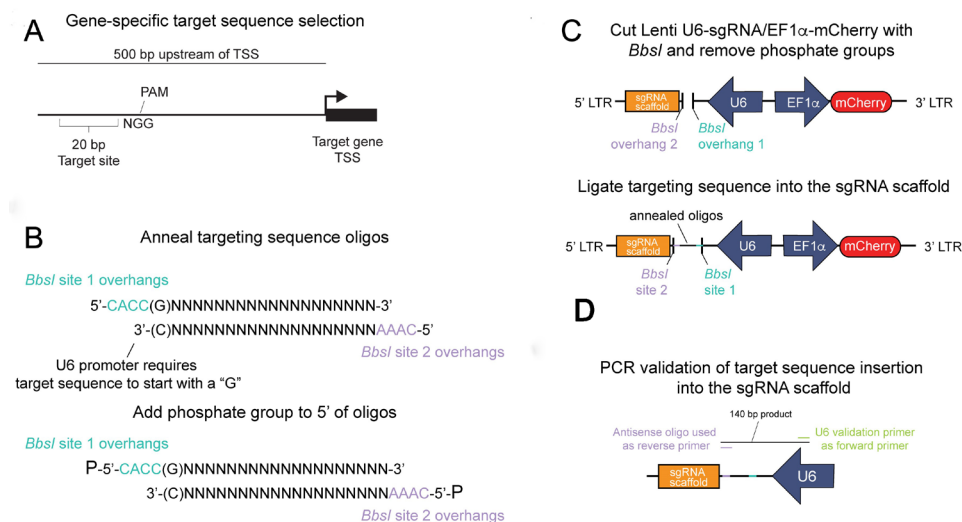 A
Gene-specific target sequence selection
500 bp upstream of TSS
PAM
NGG
20 bp
Target site
Target gene
TSS
B
Anneal targeting sequence oligos
BbsI site 1 overhangs
5'-CACC(G)NNNNNNNNNNNNNNNNNNN-3'
3'-(C)NNNNNNNNNNNNNNNNNNNAAAC-5'
BbsI site 2 overhangs
U6 promoter requires
target sequence to start with a “G”
Add phosphate group to 5' of oligos
BbsI site 1 overhangs
P-5'-CACC(G)NNNNNNNNNNNNNNNNNNN-3'
3'-(C)NNNNNNNNNNNNNNNNNNNAAAC-5'-P
BbsI site 2 overhangs
C
Cut Lenti U6-sgRNA/EF1α-mCherry with
BbsI and remove phosphate groups
5' LTR
sgRNA
scaffold
U6
EF1α
mCherry
3' LTR
BbsI
overhang 2
BbsI
overhang 1
Ligate targeting sequence into the sgRNA scaffold
annealed oligos
5' LTR
sgRNA
scaffold
U6
EF1α
mCherry
3' LTR
BbsI
site 2
BbsI
site 1
D
PCR validation of target sequence insertion
into the sgRNA scaffold
140 bp product
Antisense oligo used
as reverse primer
U6 validation primer
as forward primer
sgRNA
scaffold
U6